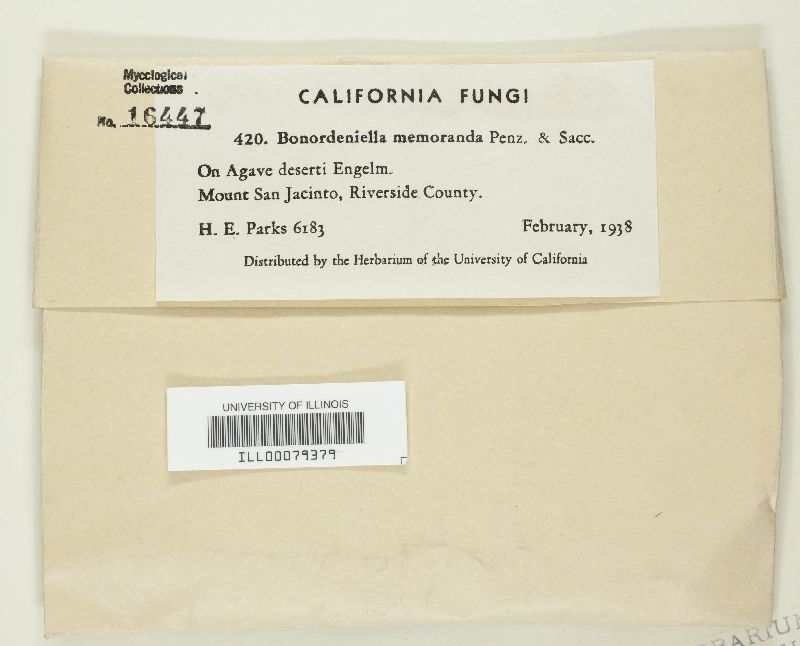 Mycological
Collections .
No. 16447
CALIFORNIA FUNGI
420. Bonordeniella memoranda Penz. & Sacc.
On Agave deserti Engelm.
Mount San Jacinto, Riverside County.
H. E. Parks 6183 February, 1938
Distributed by the Herbarium of the University of California
UNIVERSITY OF ILLINOIS
ILL00079379